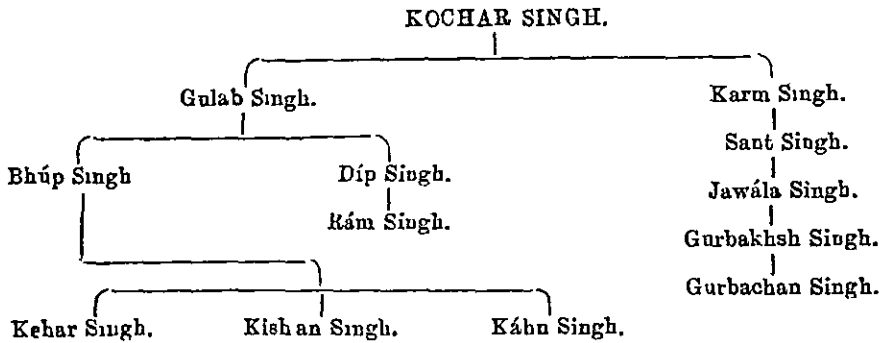 KOCHAR SINGH.
Gulab Singh. Karm Singh.
Sant Singh.
Bhúp Singh Díp Singh.
Jawála Singh.
Rám Singh.
Gurbakhsh Singh.
Gurbachan Singh.
Kehar Singh. Kishan Singh. Káhn Singh.